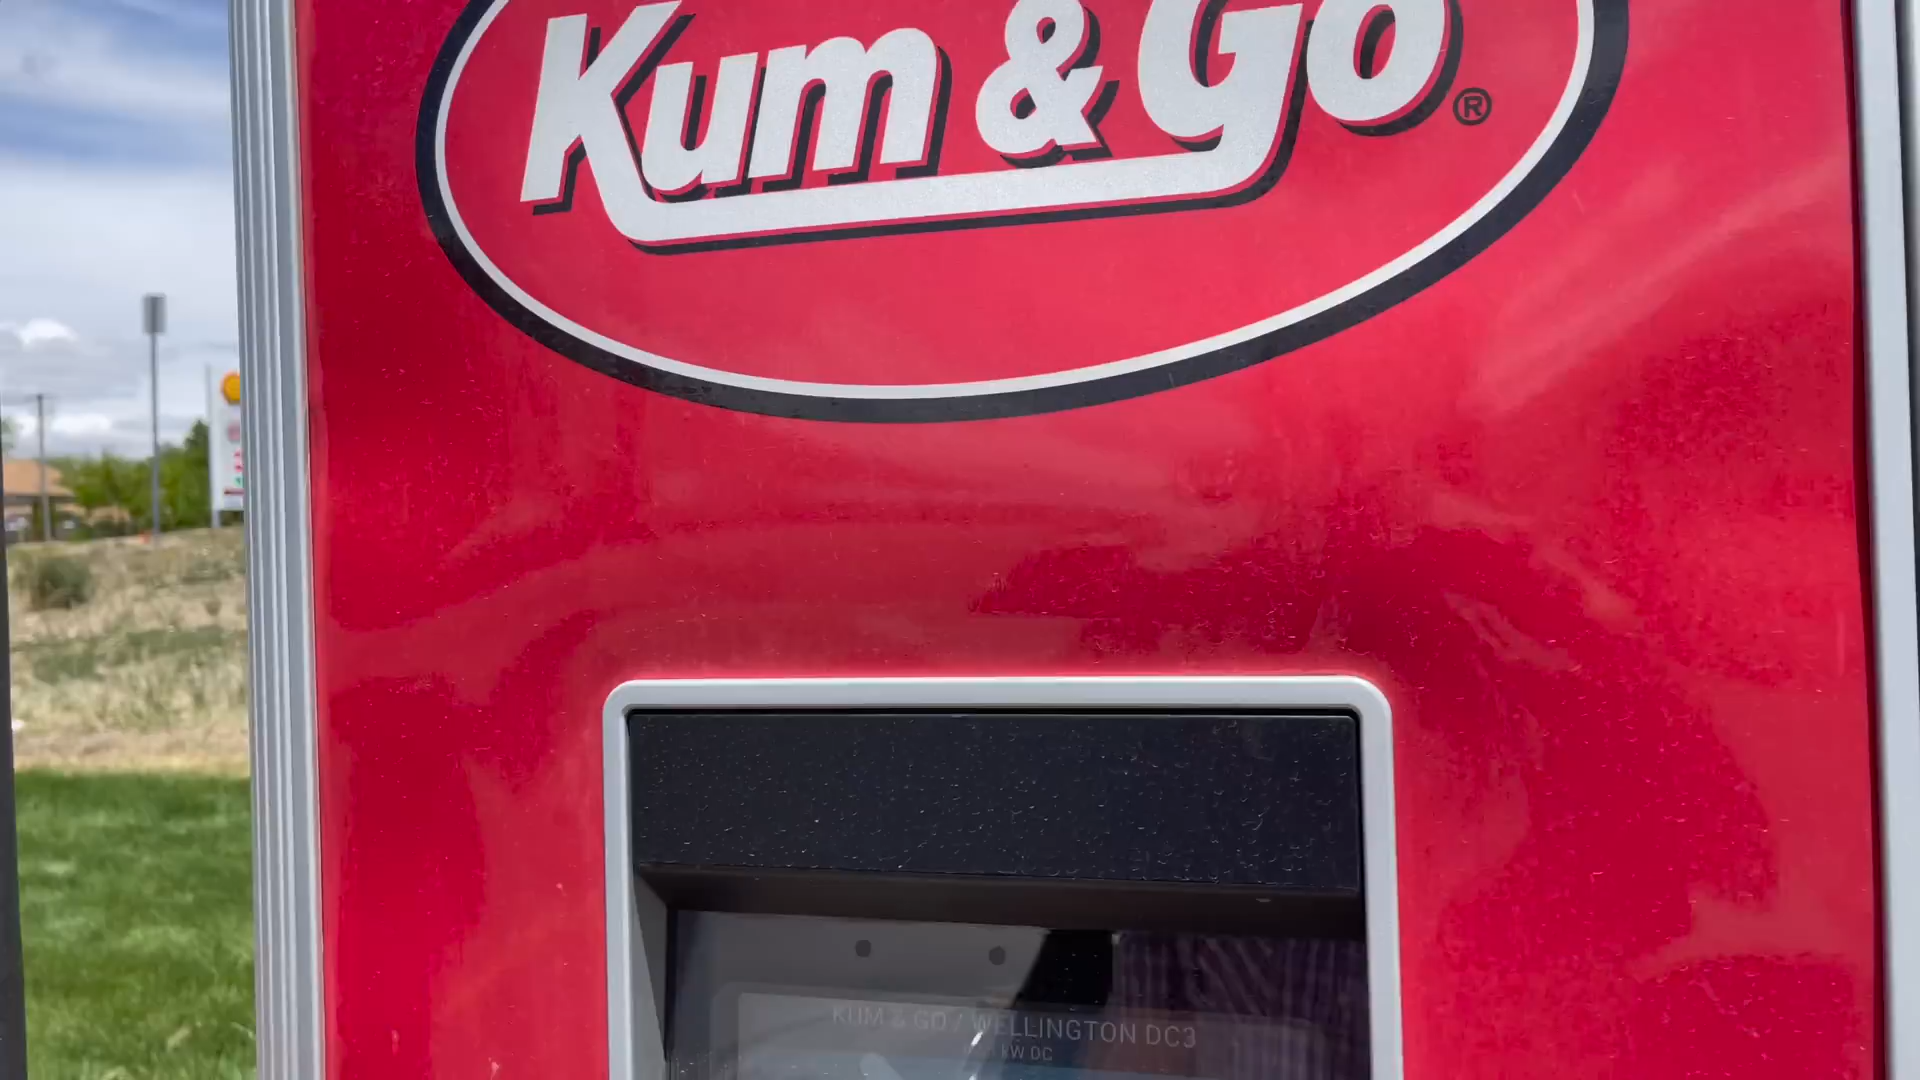 Kum & Go ®
KUM & GO / WELLINGTON DC3
kW DC